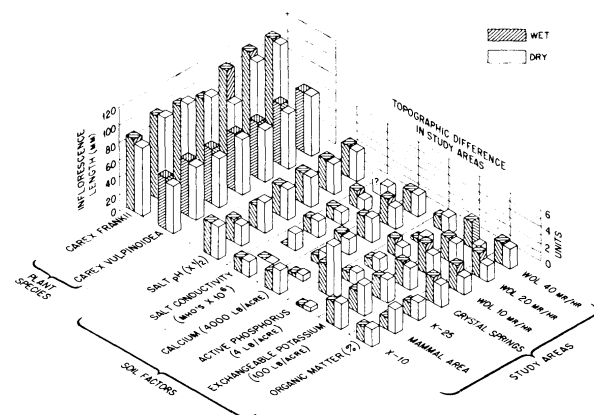 WET
DRY
TOPOGRAPHIC DIFFERENCE
IN STUDY AREAS
INFLORESCENCE
LENGTH (MM)
120
100
80
60
40
20
0
6
4
2
0
UNITS
?
CAREX FRANKII
CAREX VULPINOIDEA
SALT PH (X 1/2)
SALT CONDUCTIVITY
(MHO'S X 10⁵)
CALCIUM (4000 LB/ACRE)
ACTIVE PHOSPHORUS
(4 LB/ACRE)
EXCHANGEABLE POTASSIUM
(100 LB/ACRE)
ORGANIC MATTER (%)
PLANT
SPECIES
SOIL FACTORS
X-10
MAMMAL AREA
K-25
CRYSTAL SPRINGS
WOL 10 MR/HR
WOL 20 MR/HR
WOL 40 MR/HR
STUDY AREAS